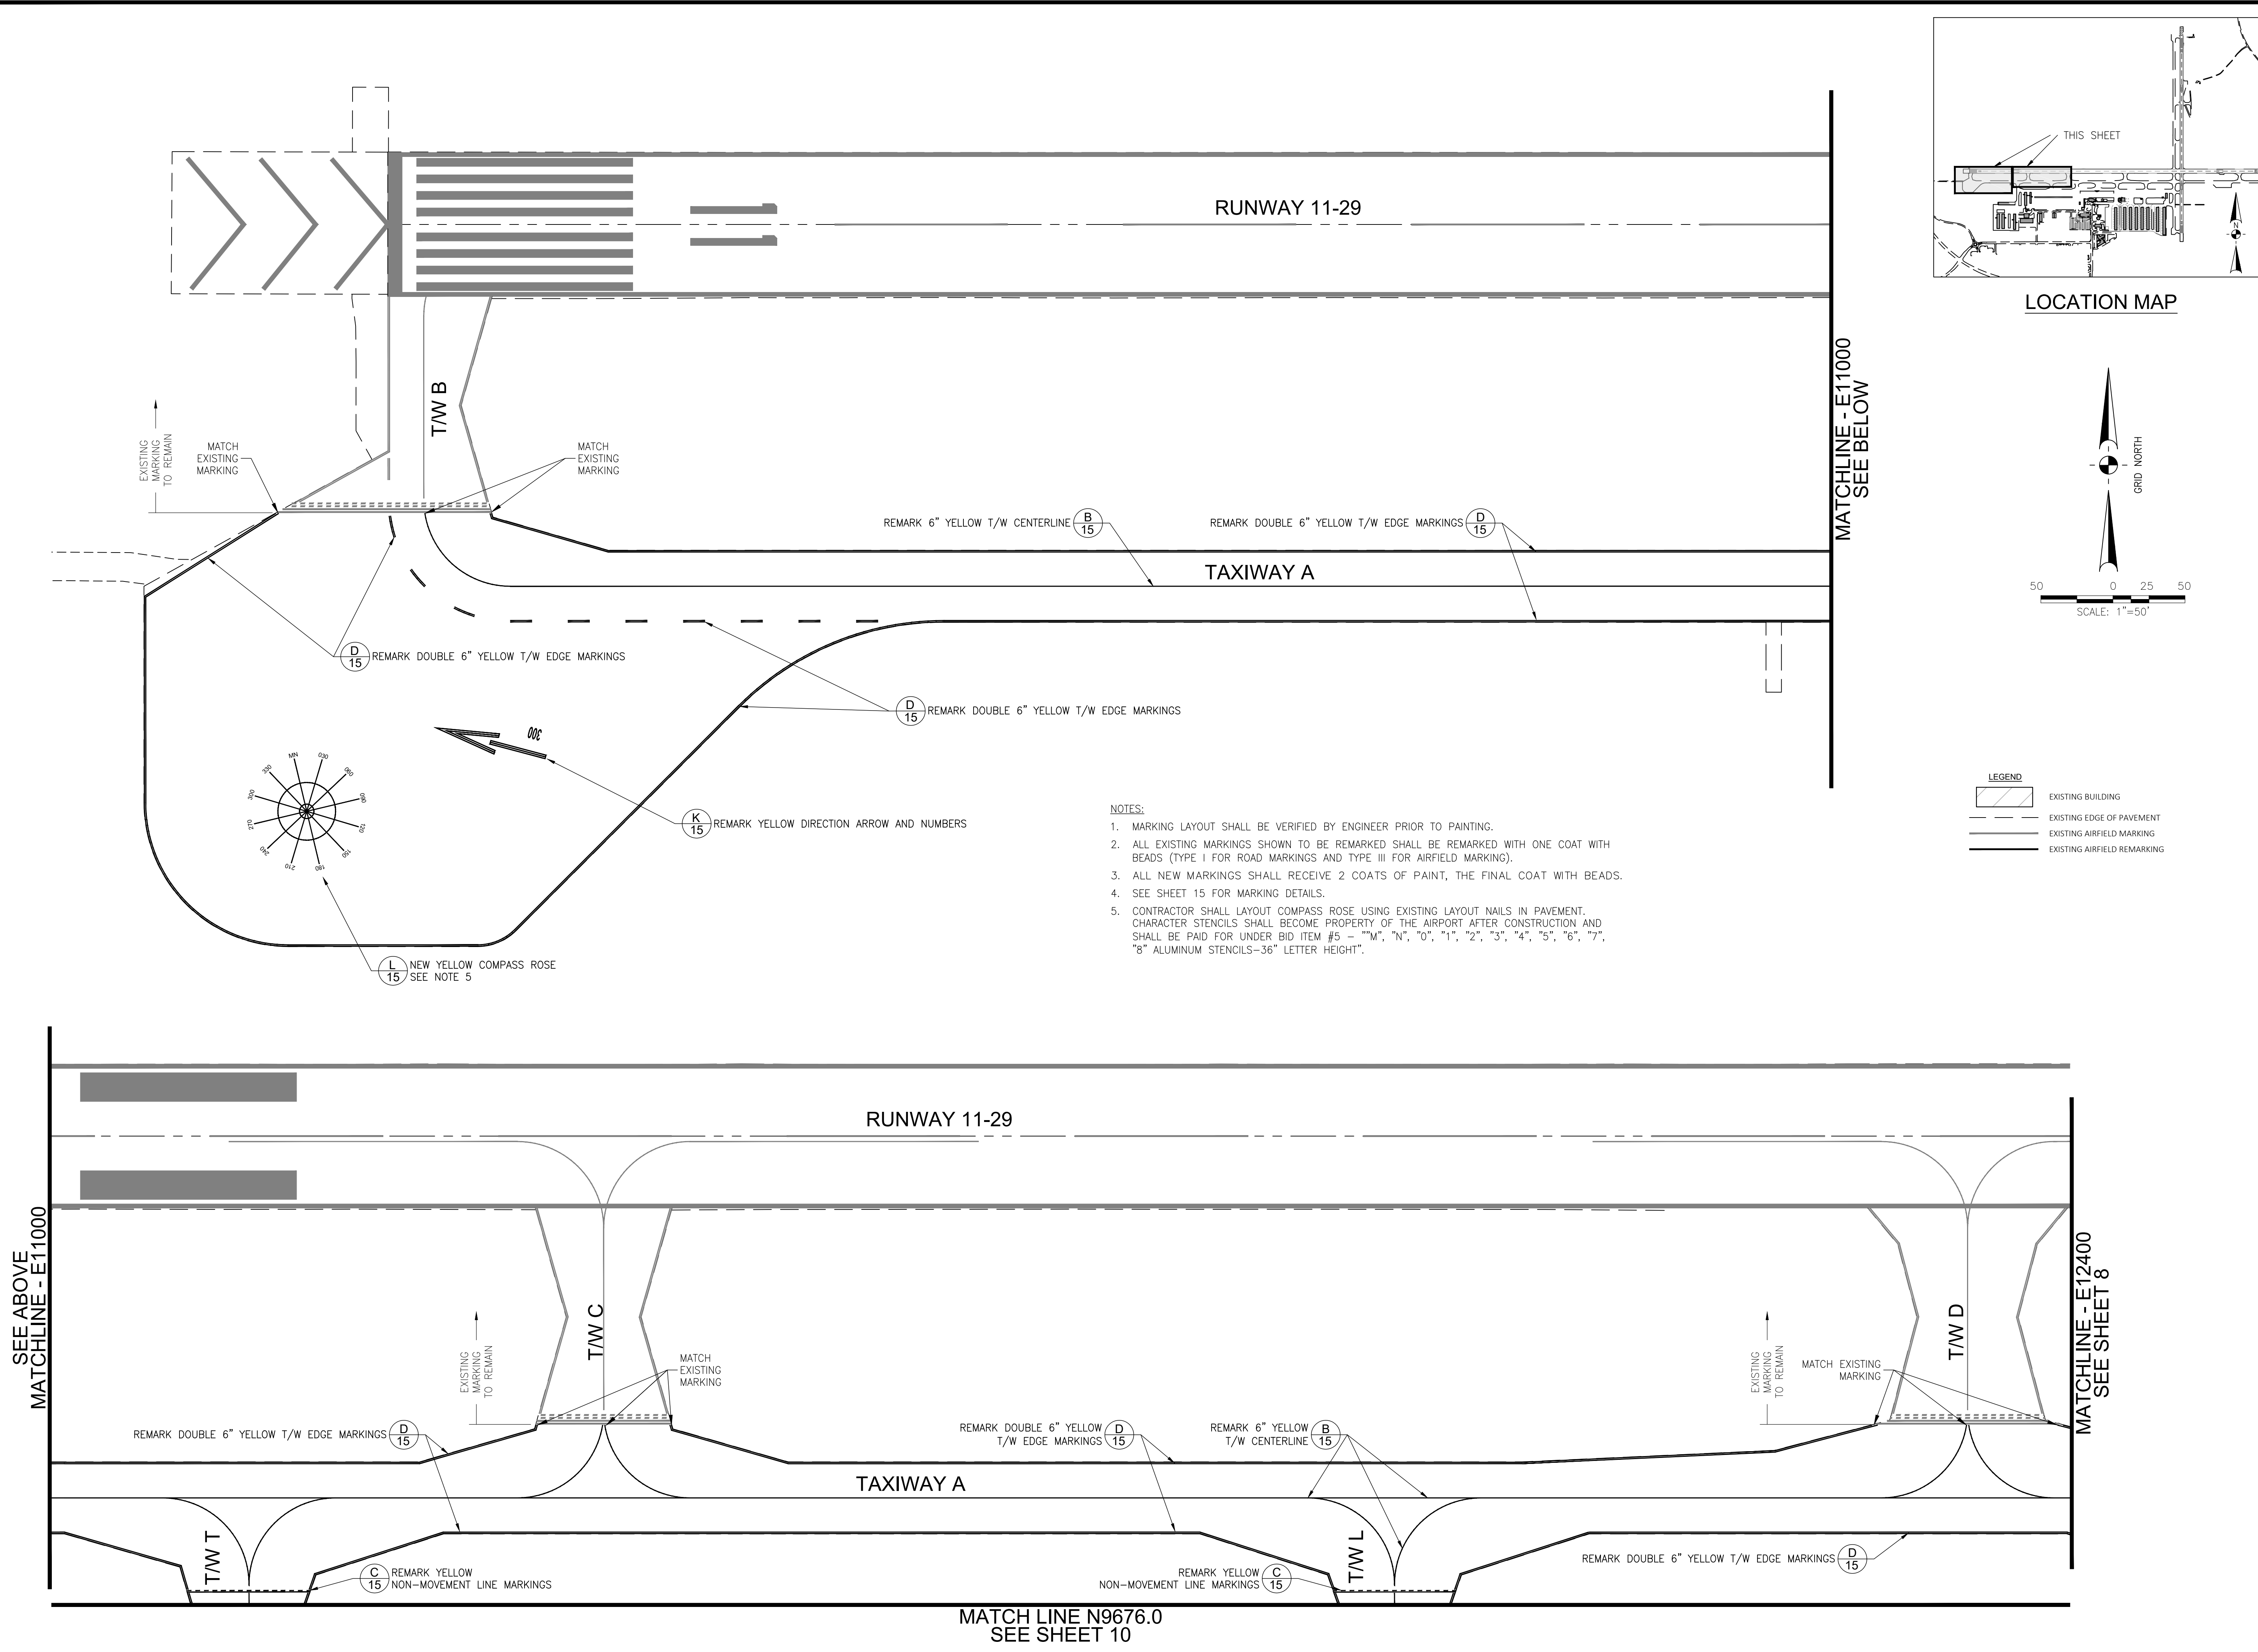 THIS SHEET
N
LOCATION MAP
RUNWAY 11-29
T/W B
MATCHLINE - E11000
SEE BELOW
GRID NORTH
50 0 25 50
SCALE: 1"=50'
EXISTING
MARKING
TO REMAIN
MATCH
EXISTING
MARKING
MATCH
EXISTING
MARKING
REMARK 6" YELLOW T/W CENTERLINE B
15
REMARK DOUBLE 6" YELLOW T/W EDGE MARKINGS D
15
TAXIWAY A
D
15 REMARK DOUBLE 6" YELLOW T/W EDGE MARKINGS
D
15 REMARK DOUBLE 6" YELLOW T/W EDGE MARKINGS
300
MN
030
060
090
120
150
180
210
240
270
300
330
K
15 REMARK YELLOW DIRECTION ARROW AND NUMBERS
L
15 NEW YELLOW COMPASS ROSE
SEE NOTE 5
NOTES:
1. MARKING LAYOUT SHALL BE VERIFIED BY ENGINEER PRIOR TO PAINTING.
2. ALL EXISTING MARKINGS SHOWN TO BE REMARKED SHALL BE REMARKED WITH ONE COAT WITH
BEADS (TYPE I FOR ROAD MARKINGS AND TYPE III FOR AIRFIELD MARKING).
3. ALL NEW MARKINGS SHALL RECEIVE 2 COATS OF PAINT, THE FINAL COAT WITH BEADS.
4. SEE SHEET 15 FOR MARKING DETAILS.
5. CONTRACTOR SHALL LAYOUT COMPASS ROSE USING EXISTING LAYOUT NAILS IN PAVEMENT.
CHARACTER STENCILS SHALL BECOME PROPERTY OF THE AIRPORT AFTER CONSTRUCTION AND
SHALL BE PAID FOR UNDER BID ITEM #5 – ""M", "N", "0", "1", "2", "3", "4", "5", "6", "7",
"8" ALUMINUM STENCILS–36" LETTER HEIGHT".
LEGEND
EXISTING BUILDING
EXISTING EDGE OF PAVEMENT
EXISTING AIRFIELD MARKING
EXISTING AIRFIELD REMARKING
SEE ABOVE
MATCHLINE - E11000
RUNWAY 11-29
T/W C
T/W D
MATCHLINE - E12400
SEE SHEET 8
EXISTING
MARKING
TO REMAIN
MATCH
EXISTING
MARKING
EXISTING
MARKING
TO REMAIN
MATCH EXISTING
MARKING
REMARK DOUBLE 6" YELLOW T/W EDGE MARKINGS D
15
REMARK DOUBLE 6" YELLOW
T/W EDGE MARKINGS D
15
REMARK 6" YELLOW
T/W CENTERLINE B
15
TAXIWAY A
T/W T
C
15 REMARK YELLOW
NON–MOVEMENT LINE MARKINGS
REMARK YELLOW
NON–MOVEMENT LINE MARKINGS C
15
T/W L
REMARK DOUBLE 6" YELLOW T/W EDGE MARKINGS D
15
MATCH LINE N9676.0
SEE SHEET 10